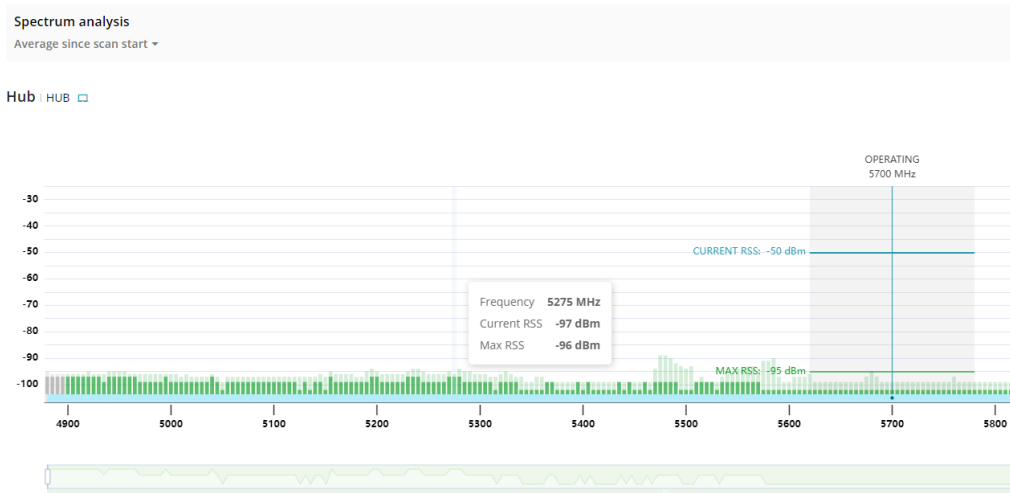 Spectrum analysis
Average since scan start
Hub HUB
OPERATING
5700 MHz
-30
-40
-50
-60
-70
-80
-90
-100
CURRENT RSS: -50 dBm
Frequency 5275 MHz
Current RSS -97 dBm
Max RSS -96 dBm
MAX RSS: -95 dBm
4900 5000 5100 5200 5300 5400 5500 5600 5700 5800